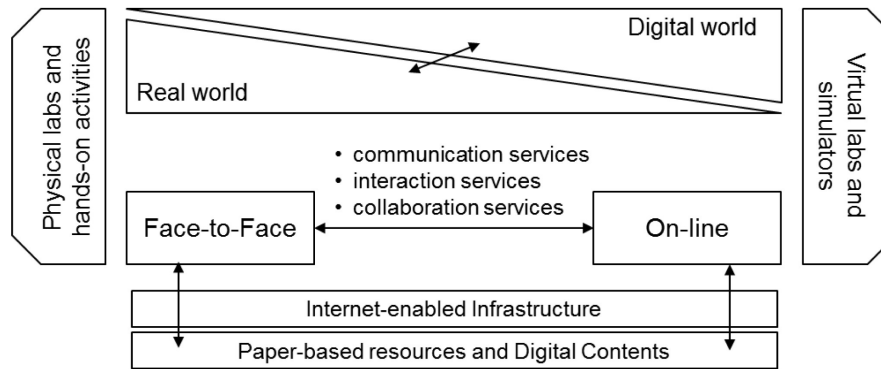 Physical labs and
hands-on activities
Digital world
Real world
Virtual labs and
simulators
• communication services
• interaction services
• collaboration services
Face-to-Face
On-line
Internet-enabled Infrastructure
Paper-based resources and Digital Contents